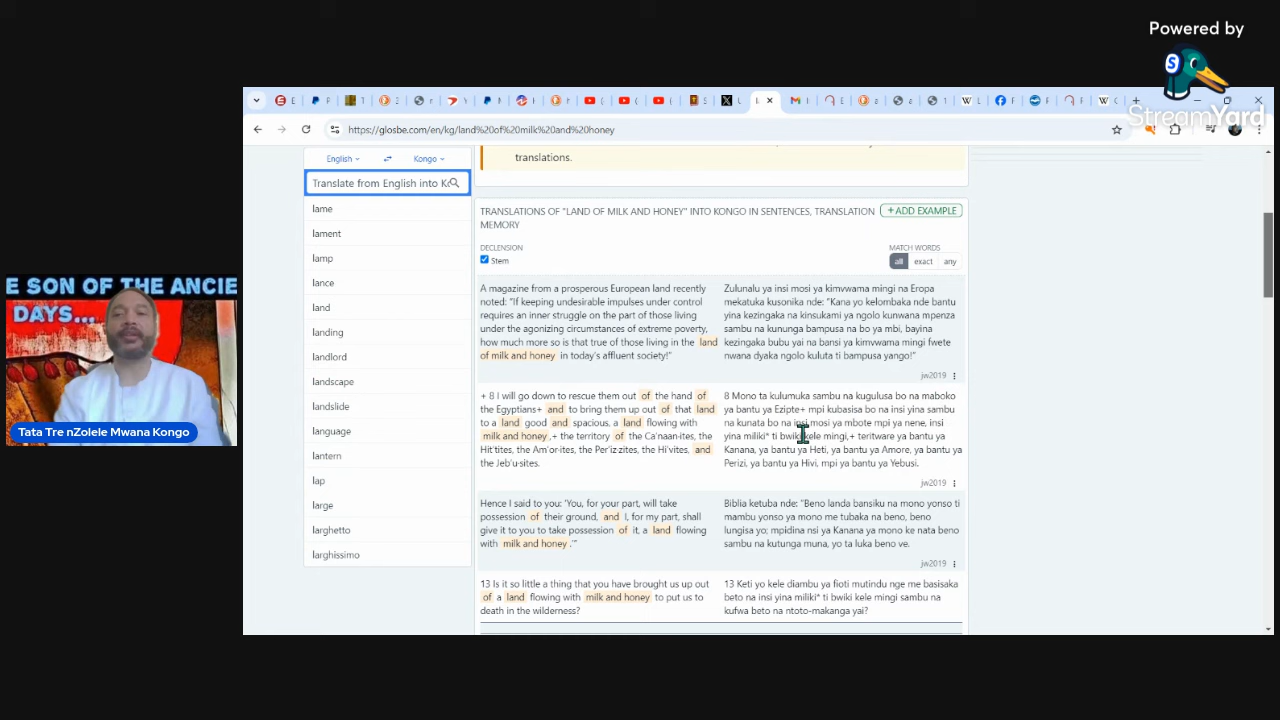 Powered by
StreamYard
https://glosbe.com/en/kg/land%20of%20milk%20and%20honey
English
Kongo
Translate from English into K
lame
lament
lamp
lance
land
landing
landlord
landscape
landslide
language
lantern
lap
large
larghetto
larghissimo
translations.
TRANSLATIONS OF "LAND OF MILK AND HONEY" INTO KONGO IN SENTENCES, TRANSLATION
MEMORY
+ADD EXAMPLE
DECLENSION
Stem
MATCH WORDS
all exact any
A magazine from a prosperous European land recently
noted: "If keeping undesirable impulses under control
requires an inner struggle on the part of those living
under the agonizing circumstances of extreme poverty,
how much more so is that true of those living in the land
of milk and honey in today's affluent society!"
Zulunalu ya insi mosi ya kimvwama mingi na Eropa
mekatuka kusonika nde: "Kana yo kelombaka nde bantu
yina kezingaka na kinsukami ya ngolo kunwana mpenza
sambu na kununga bampusa na bo ya mbi, bayina
kezingaka bubu yai na bansi ya kimvwama mingi fwete
nwana dyaka ngolo kuluta ti bampusa yango!"
jw2019
+ 8 I will go down to rescue them out of the hand of
the Egyptians+ and to bring them up out of that land
to a land good and spacious, a land flowing with
milk and honey ,+ the territory of the Ca'naan·ites, the
Hit'tites, the Am'or·ites, the Per'iz·zites, the Hi'vites, and
the Jeb'u·sites.
8 Mono ta kulumuka sambu na kugulusa bo na maboko
ya bantu ya Ezipte+ mpi kubasisa bo na insi yina sambu
na kunata bo na insi mosi ya mbote mpi ya nene, insi
yina miliki* ti bwiki kele mingi,+ teritware ya bantu ya
Kanana, ya bantu ya Heti, ya bantu ya Amore, ya bantu ya
Perizi, ya bantu ya Hivi, mpi ya bantu ya Yebusi.
jw2019
Hence I said to you: 'You, for your part, will take
possession of their ground, and I, for my part, shall
give it to you to take possession of it, a land flowing
with milk and honey .'"
Biblia ketuba nde: "Beno landa bansiku na mono yonso ti
mambu yonso ya mono me tubaka na beno, beno
lungisa yo; mpidina nsi ya Kanana ya mono ke nata beno
sambu na kutunga muna, yo ta luka beno ve.
jw2019
13 Is it so little a thing that you have brought us up out
of a land flowing with milk and honey to put us to
death in the wilderness?
13 Keti yo kele diambu ya fioti mutindu nge me basisaka
beto na insi yina miliki* ti bwiki kele mingi sambu na
kufwa beto na ntoto-makanga yai?
E SON OF THE ANCIE
DAYS...
Tata Tre nZolele Mwana Kongo